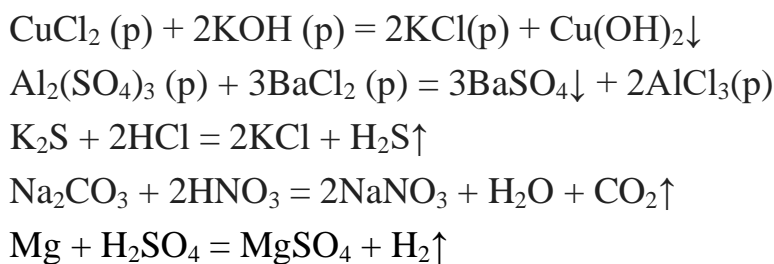 CuCl₂ (р) + 2KOH (р) = 2KCl(р) + Cu(OH)₂↓
Al₂(SO₄)₃ (р) + 3BaCl₂ (р) = 3BaSO₄↓ + 2AlCl₃(р)
K₂S + 2HCl = 2KCl + H₂S↑
Na₂CO₃ + 2HNO₃ = 2NaNO₃ + H₂O + CO₂↑
Mg + H₂SO₄ = MgSO₄ + H₂↑